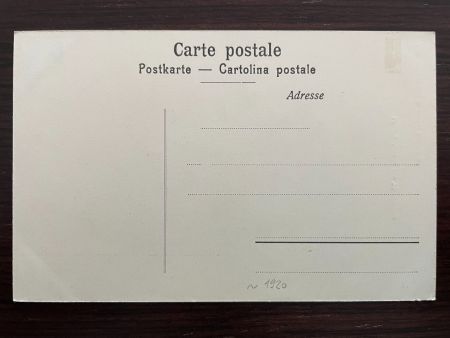 Carte postale
Postkarte — Cartolina postale
Adresse
~ 1920